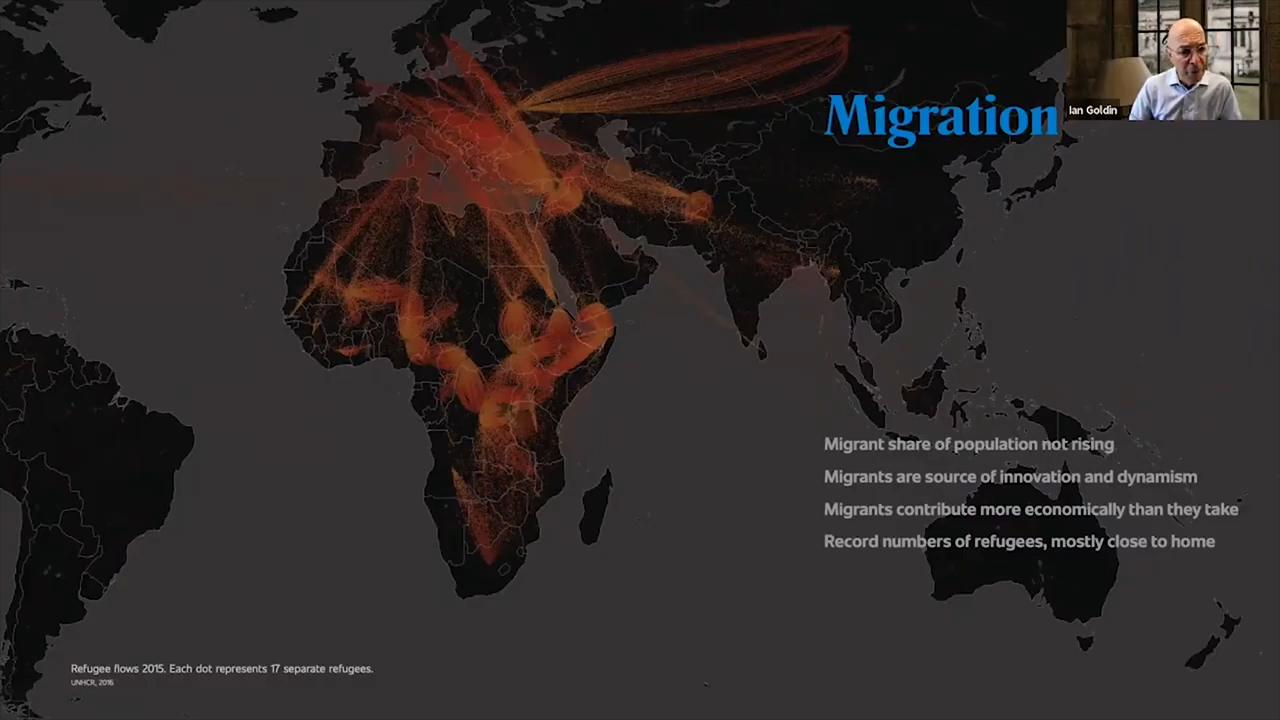 Migration
Ian Goldin
Migrant share of population not rising
Migrants are source of innovation and dynamism
Migrants contribute more economically than they take
Record numbers of refugees, mostly close to home
Refugee flows 2015. Each dot represents 17 separate refugees.
UNHCR, 2016